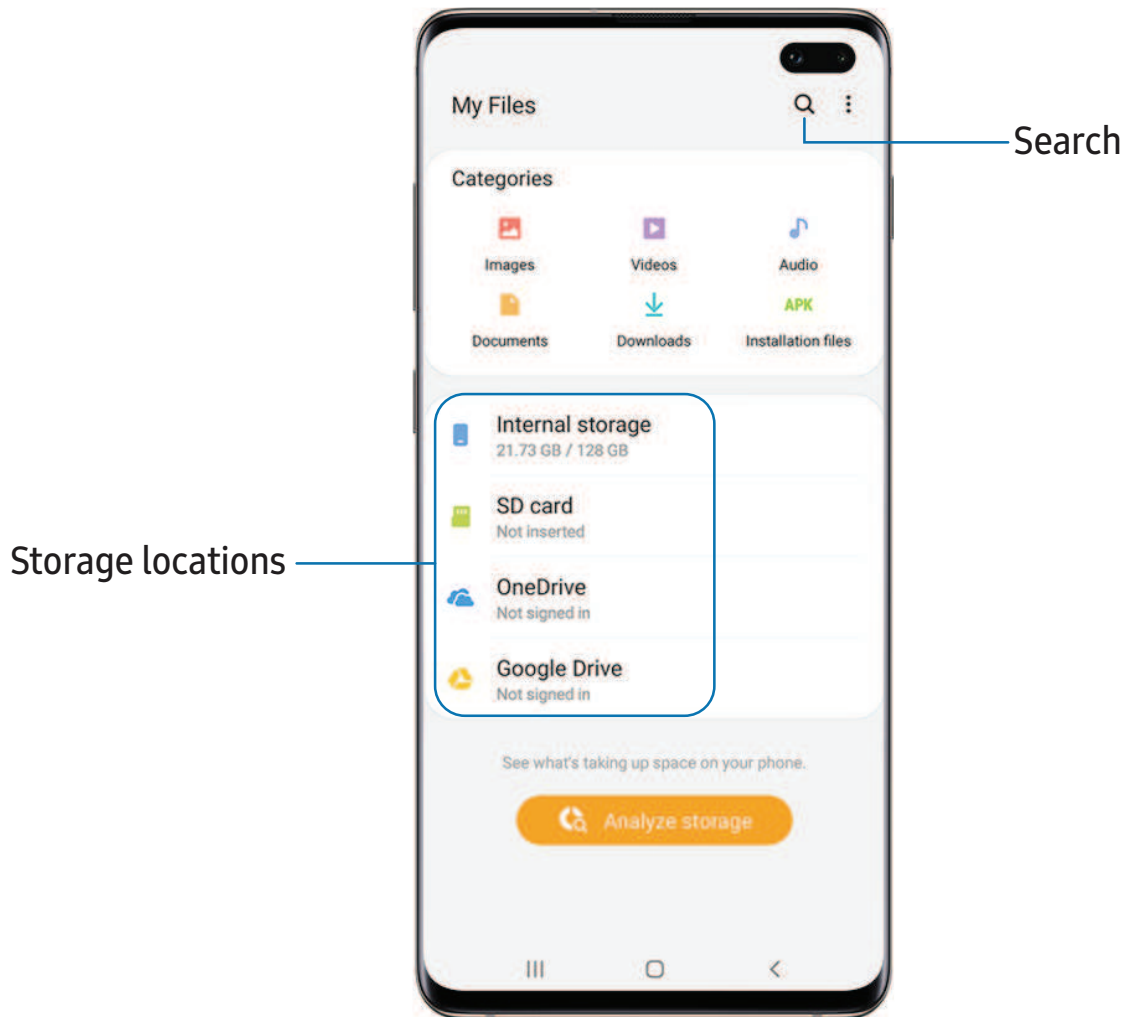 My Files
Search
Categories
Images
Videos
Audio
APK
Documents
Downloads
Installation files
Internal storage
21.73 GB / 128 GB
SD card
Not inserted
Storage locations
OneDrive
Not signed in
Google Drive
Not signed in
See what's taking up space on your phone.
Analyze storage